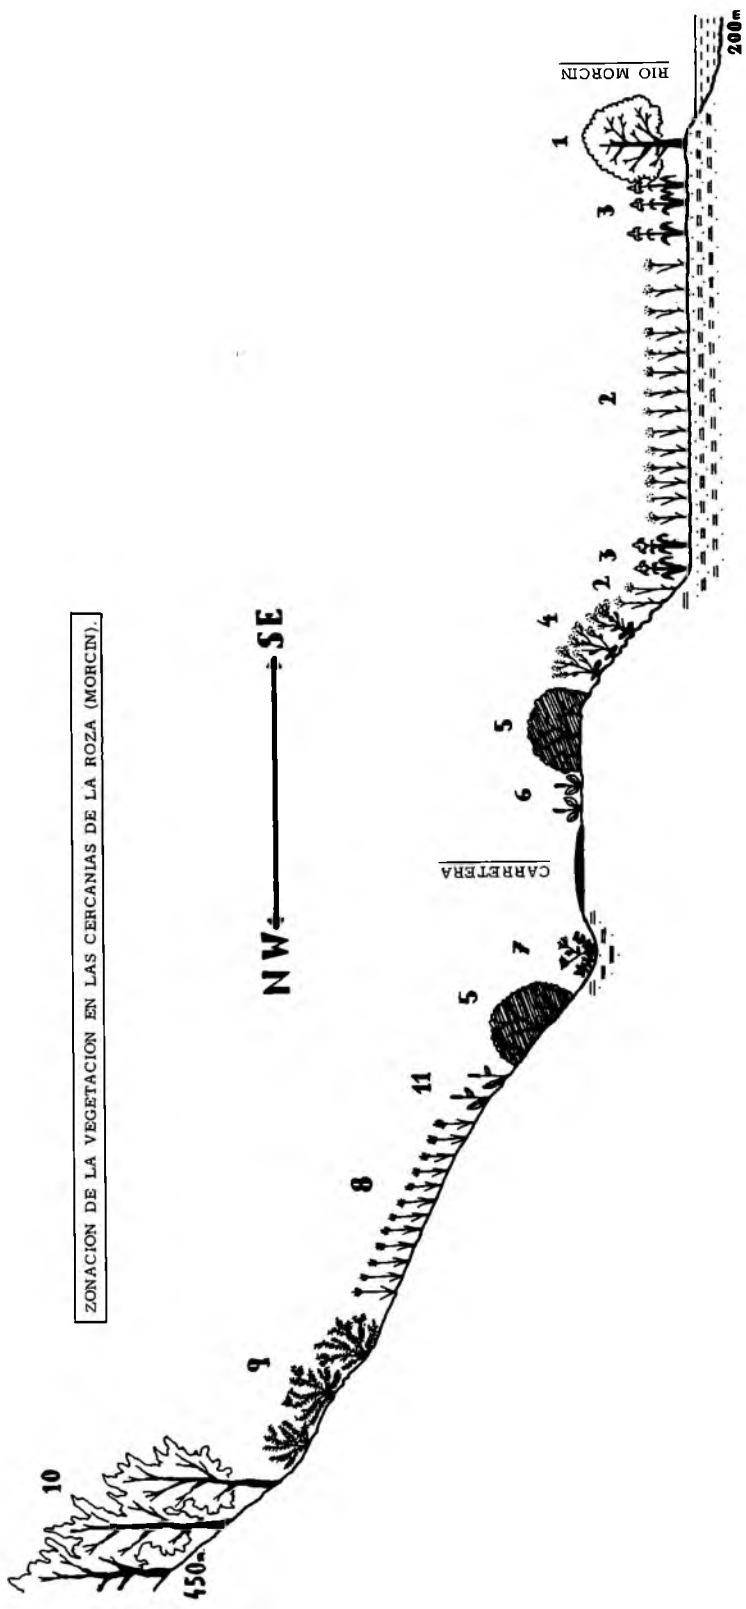 ZONACION DE LA VEGETACION EN LAS CERCANIAS DE LA ROZA (MORCIN).
NW SE
10
450m.
9
8
11
5
7
CARRETERA
6
5
4
2
3
2
3
1
RIO MORCIN
200m